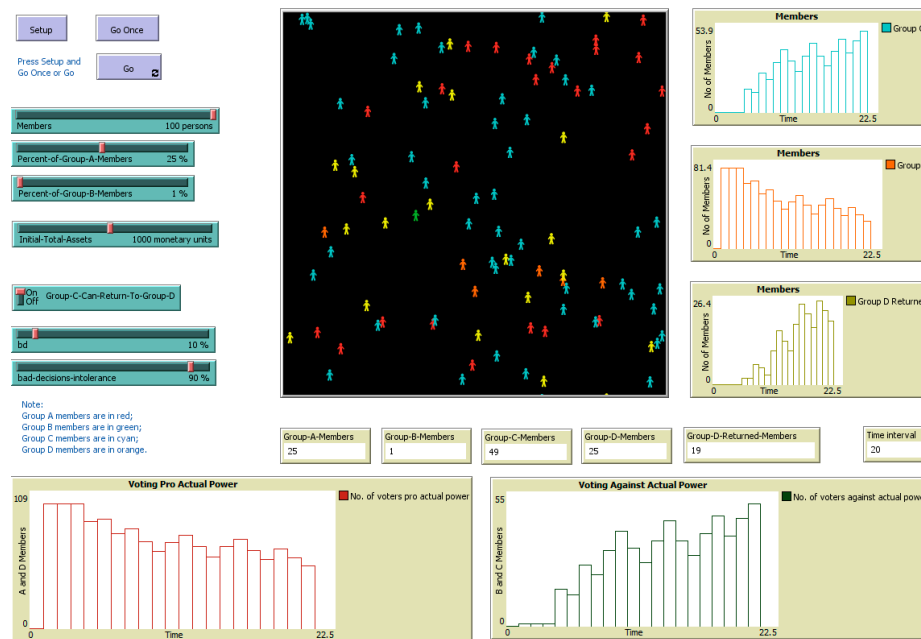 Setup
Go Once
Press Setup and
Go Once or Go
Go
Members
100 persons
Percent-of-Group-A-Members
25 %
Percent-of-Group-B-Members
1 %
Initial-Total-Assets
1000 monetary units
On
Off
Group-C-Can-Return-To-Group-D
bd
10 %
bad-decisions-intolerance
90 %
Note:
Group A members are in red;
Group B members are in green;
Group C members are in cyan;
Group D members are in orange.
Members
53.9
No of Members
0
0
Time
22.5
Group C
Members
81.4
No of Members
0
0
Time
22.5
Group
Members
26.4
No of Members
0
0
Time
22.5
Group D Returned
Group-A-Members
25
Group-B-Members
1
Group-C-Members
49
Group-D-Members
25
Group-D-Returned-Members
19
Time interval
20
Voting Pro Actual Power
109
A and D Members
0
0
Time
22.5
No. of voters pro actual power
Voting Against Actual Power
55
B and C Members
0
0
Time
22.5
No. of voters against actual power